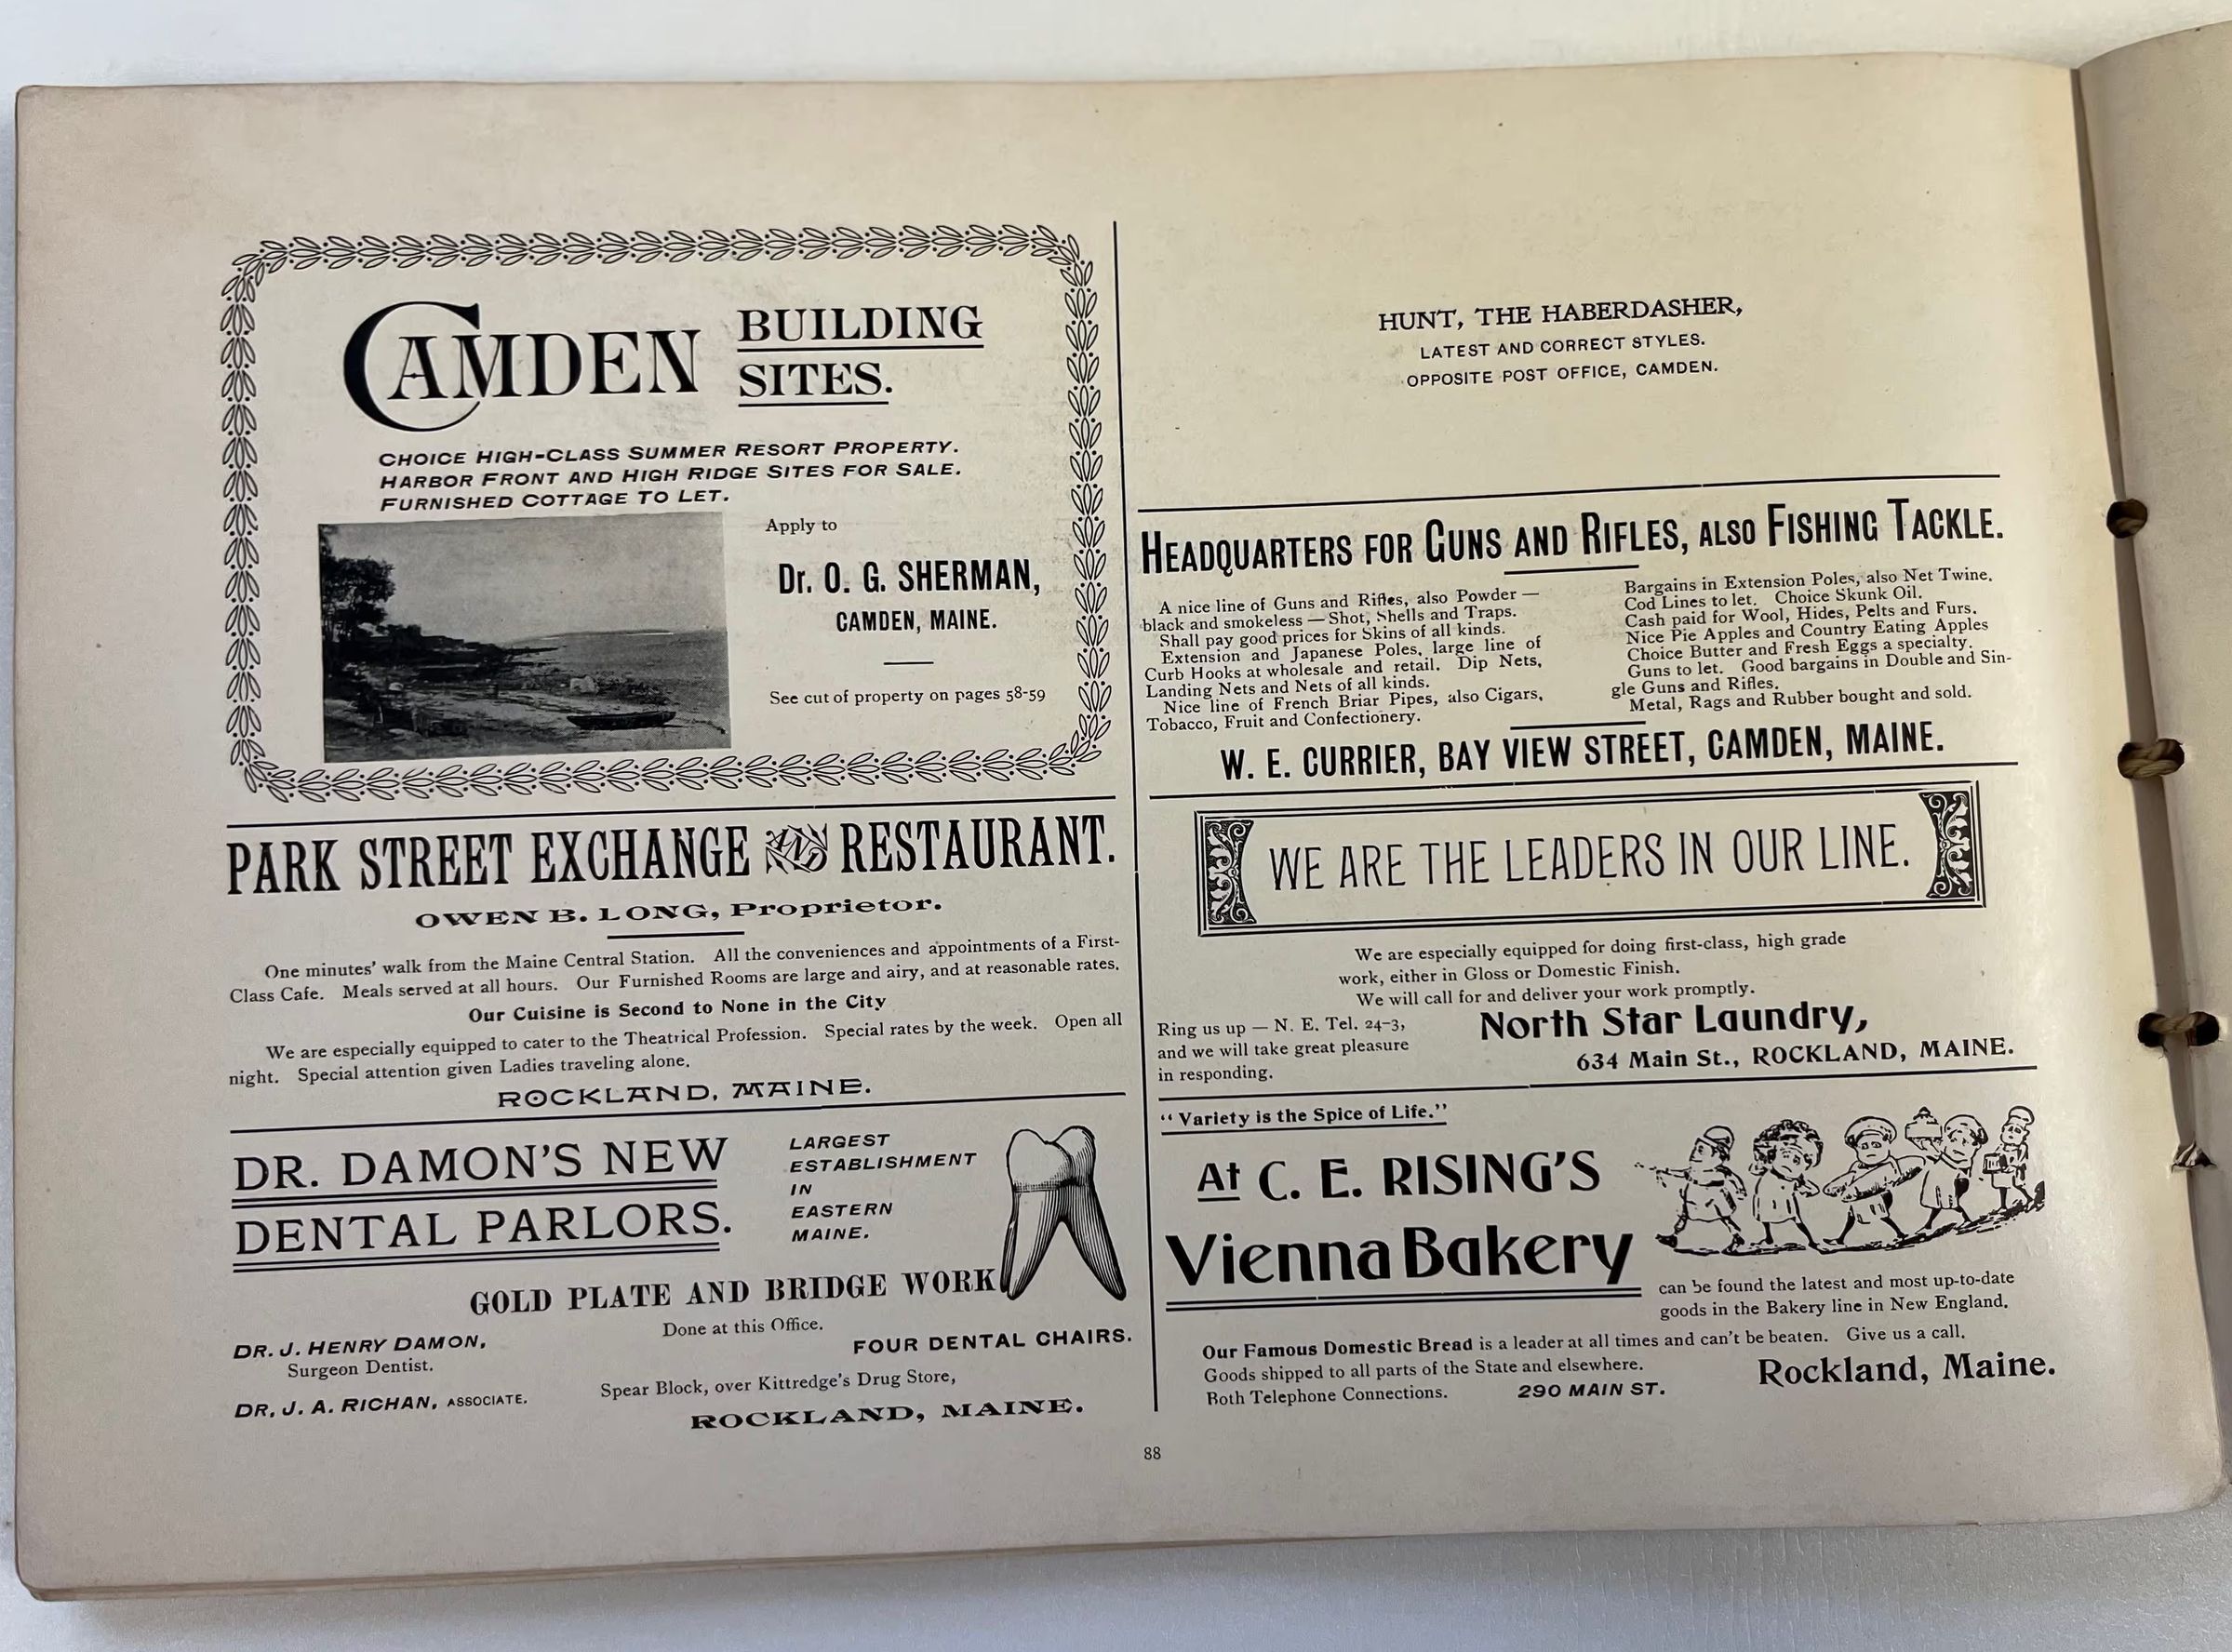 CAMDEN BUILDING
SITES.
CHOICE HIGH-CLASS SUMMER RESORT PROPERTY.
HARBOR FRONT AND HIGH RIDGE SITES FOR SALE.
FURNISHED COTTAGE TO LET.
Apply to
Dr. O. G. SHERMAN,
CAMDEN, MAINE.
See cut of property on pages 58-59
PARK STREET EXCHANGE AND RESTAURANT.
OWEN B. LONG, Proprietor.
One minutes' walk from the Maine Central Station. All the conveniences and appointments of a First-
Class Cafe. Meals served at all hours. Our Furnished Rooms are large and airy, and at reasonable rates.
Our Cuisine is Second to None in the City
We are especially equipped to cater to the Theatrical Profession. Special rates by the week. Open all
night. Special attention given Ladies traveling alone.
ROCKLAND, MAINE.
DR. DAMON'S NEW
DENTAL PARLORS.
LARGEST
ESTABLISHMENT
IN
EASTERN
MAINE.
GOLD PLATE AND BRIDGE WORK
Done at this Office.
DR. J. HENRY DAMON,
Surgeon Dentist.
FOUR DENTAL CHAIRS.
DR. J. A. RICHAN, ASSOCIATE.
Spear Block, over Kittredge's Drug Store,
ROCKLAND, MAINE.
HUNT, THE HABERDASHER,
LATEST AND CORRECT STYLES.
OPPOSITE POST OFFICE, CAMDEN.
HEADQUARTERS FOR GUNS AND RIFLES, ALSO FISHING TACKLE.
A nice line of Guns and Rifles, also Powder —
black and smokeless — Shot, Shells and Traps.
Shall pay good prices for Skins of all kinds.
Extension and Japanese Poles, large line of
Curb Hooks at wholesale and retail. Dip Nets,
Landing Nets and Nets of all kinds.
Nice line of French Briar Pipes, also Cigars,
Tobacco, Fruit and Confectionery.
Bargains in Extension Poles, also Net Twine.
Cod Lines to let. Choice Skunk Oil.
Cash paid for Wool, Hides, Pelts and Furs.
Nice Pie Apples and Country Eating Apples
Choice Butter and Fresh Eggs a specialty.
Guns to let. Good bargains in Double and Sin-
gle Guns and Rifles.
Metal, Rags and Rubber bought and sold.
W. E. CURRIER, BAY VIEW STREET, CAMDEN, MAINE.
WE ARE THE LEADERS IN OUR LINE.
We are especially equipped for doing first-class, high grade
work, either in Gloss or Domestic Finish.
We will call for and deliver your work promptly.
Ring us up — N. E. Tel. 24-3,
and we will take great pleasure
in responding.
North Star Laundry,
634 Main St., ROCKLAND, MAINE.
"Variety is the Spice of Life."
At C. E. RISING'S
Vienna Bakery
can be found the latest and most up-to-date
goods in the Bakery line in New England.
Our Famous Domestic Bread is a leader at all times and can't be beaten. Give us a call.
Goods shipped to all parts of the State and elsewhere.
Both Telephone Connections. 290 MAIN ST.
Rockland, Maine.
88